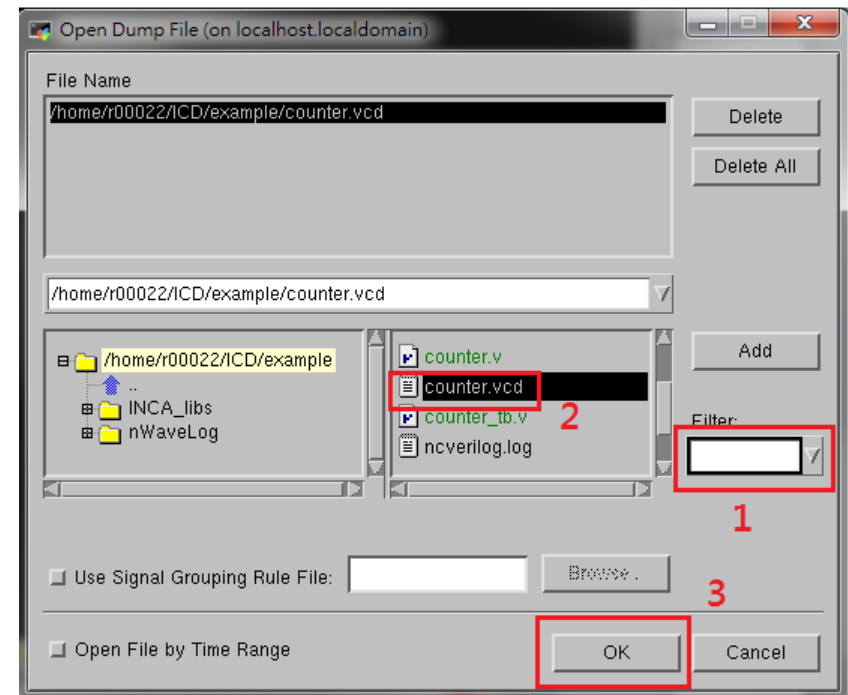 Open Dump File (on localhost.localdomain)
File Name
/home/r00022/ICD/example/counter.vcd
Delete
Delete All
/home/r00022/ICD/example/counter.vcd
/home/r00022/ICD/example
..
INCA_libs
nWaveLog
counter.v
counter.vcd
counter_tb.v
ncverilog.log
2
Add
Filter:
1
Use Signal Grouping Rule File:
Browse...
3
Open File by Time Range
OK
Cancel